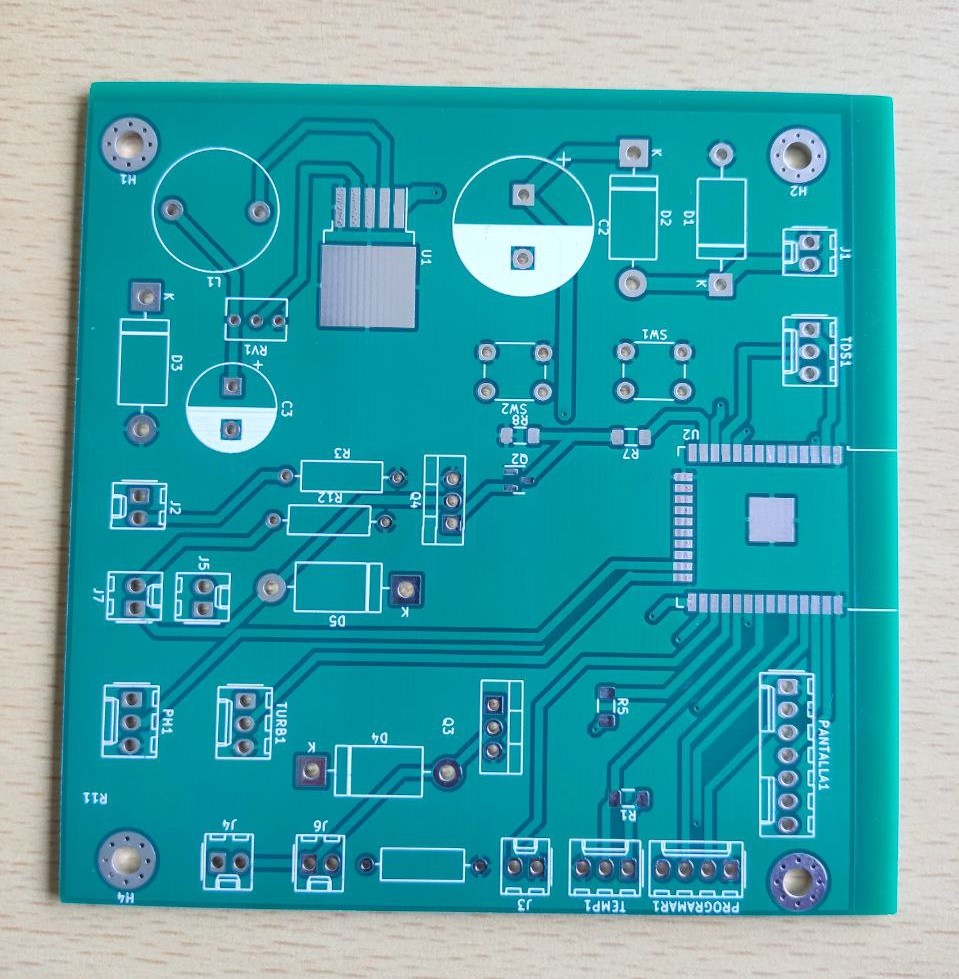 H1
H2
K
K
+
C2
D2
D1
J1
L1
U1
K
RV1
+
D3
C3
SW1
TDS1
SW2
R8
R7
U2
R3
Q2
R12
Q4
J2
J5
J7
K
D5
PH1
TURB1
R5
Q3
K
D4
PANTALLA1
R11
R1
J4
J6
H4
J3
TEMP1
PROGRAMAR1